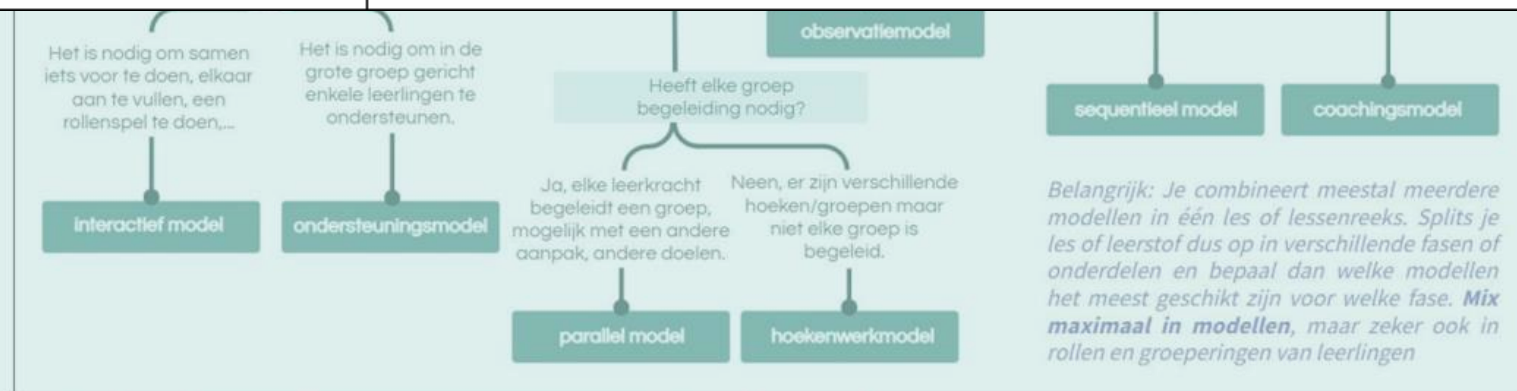 observatiemodel
Het is nodig om samen
iets voor te doen, elkaar
aan te vullen, een
rollenspel te doen,...
interactief model
Het is nodig om in de
grote groep gericht
enkele leerlingen te
ondersteunen.
ondersteuningsmodel
Heeft elke groep
begeleiding nodig?
Ja, elke leerkracht
begeleidt een groep,
mogelijk met een andere
aanpak, andere doelen.
parallel model
Neen, er zijn verschillende
hoeken/groepen maar
niet elke groep is
begeleid.
hoekenwerkmodel
sequentieel model
coachingsmodel
Belangrijk: Je combineert meestal meerdere
modellen in één les of lessenreeks. Splits je
les of leerstof dus op in verschillende fasen of
onderdelen en bepaal dan welke modellen
het meest geschikt zijn voor welke fase. Mix
maximaal in modellen, maar zeker ook in
rollen en groeperingen van leerlingen